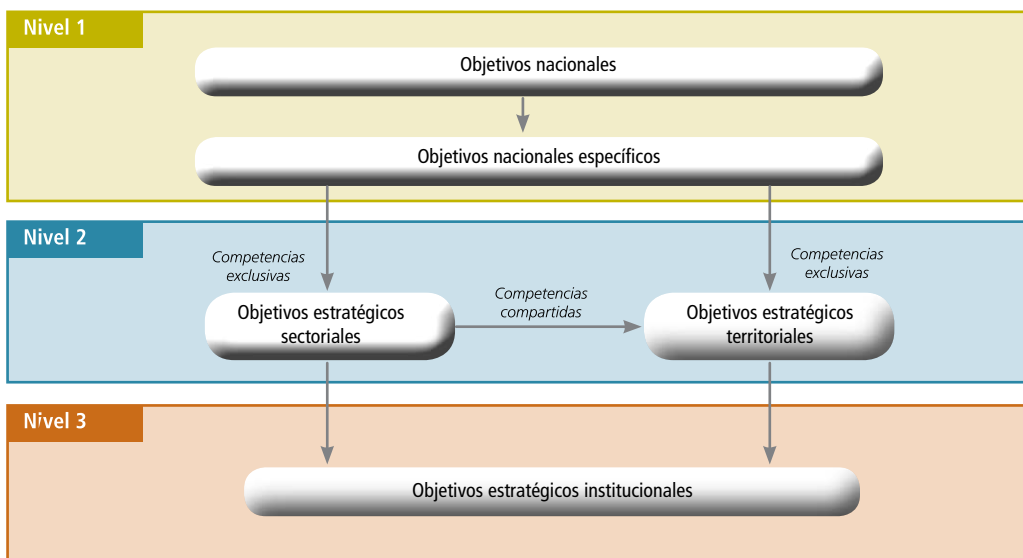 Nivel 1
Objetivos nacionales
Objetivos nacionales específicos
Nivel 2
Competencias
exclusivas
Competencias
exclusivas
Competencias
compartidas
Objetivos estratégicos
sectoriales
Objetivos estratégicos
territoriales
Nivel 3
Objetivos estratégicos institucionales